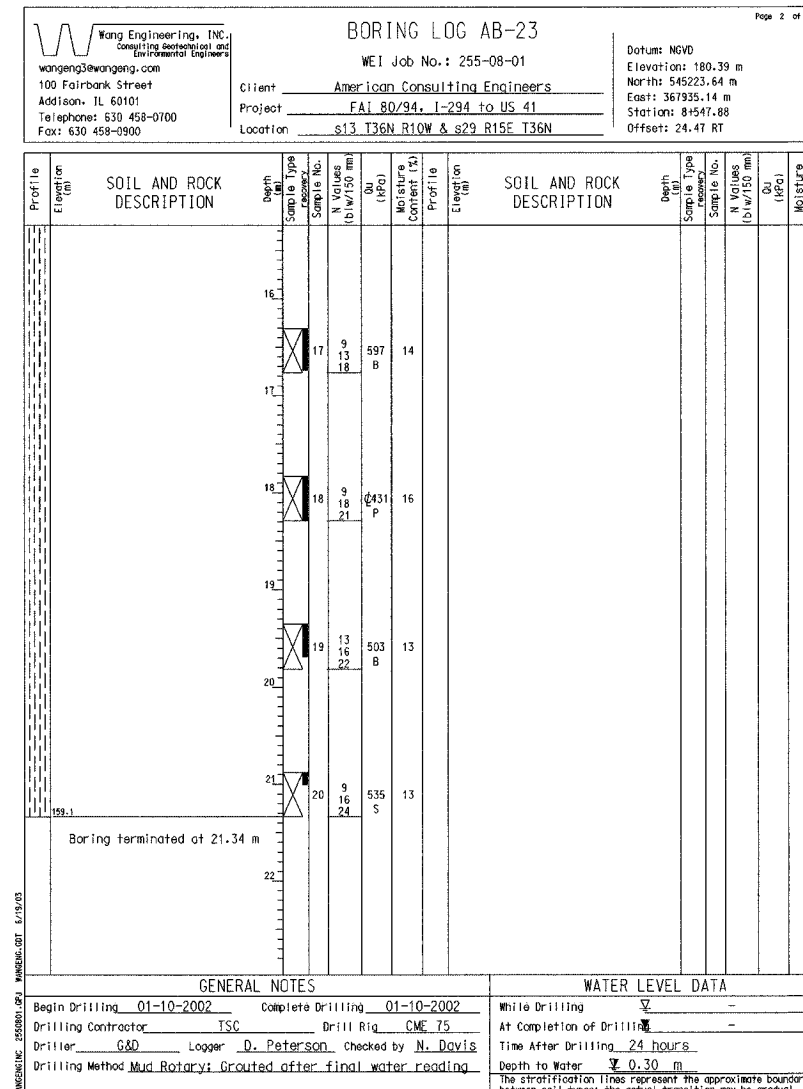 Page 2 of
Wang Engineering, INC.
Consulting Geotechnical and
Environmental Engineers
wangeng3@wangeng.com
100 Fairbank Street
Addison, IL 60101
Telephone: 630 458-0700
Fax: 630 458-0900
BORING LOG AB-23
WEI Job No.: 255-08-01
Client American Consulting Engineers
Project FAI 80/94, I-294 to US 41
Location s13 T36N R10W & s29 R15E T36N
Datum: NGVD
Elevation: 180.39 m
North: 545223.64 m
East: 367935.14 m
Station: 8+547.88
Offset: 24.47 RT
Profile
Elevation (m)
SOIL AND ROCK
DESCRIPTION
Depth (m)
Sample Type
recovery
Sample No.
N Values
(blw/150 mm)
Qu
(kPa)
Moisture
Content (%)
Profile
Elevation
(m)
SOIL AND ROCK
DESCRIPTION
Depth
(m)
Sample Type
recovery
Sample No.
N Values
(blw/150 mm)
Qu
(kPa)
Moisture
16
17 9 13 18 597 B 14
17
18
18 9 18 21 431 P 16
19
19 13 16 22 503 B 13
20
21
20 9 16 24 535 S 13
159.1
Boring terminated at 21.34 m
22
WANGENGINC 2550801.GPJ WANGENG.GDT 6/19/03
GENERAL NOTES
Begin Drilling 01-10-2002 Complete Drilling 01-10-2002
Drilling Contractor TSC Drill Rig CME 75
Driller G&D Logger D. Peterson Checked by N. Davis
Drilling Method Mud Rotary; Grouted after final water reading
WATER LEVEL DATA
While Drilling -
At Completion of Drilling -
Time After Drilling 24 hours
Depth to Water 0.30 m
The stratification lines represent the approximate boundar
between soil types; the actual transition may be gradual.